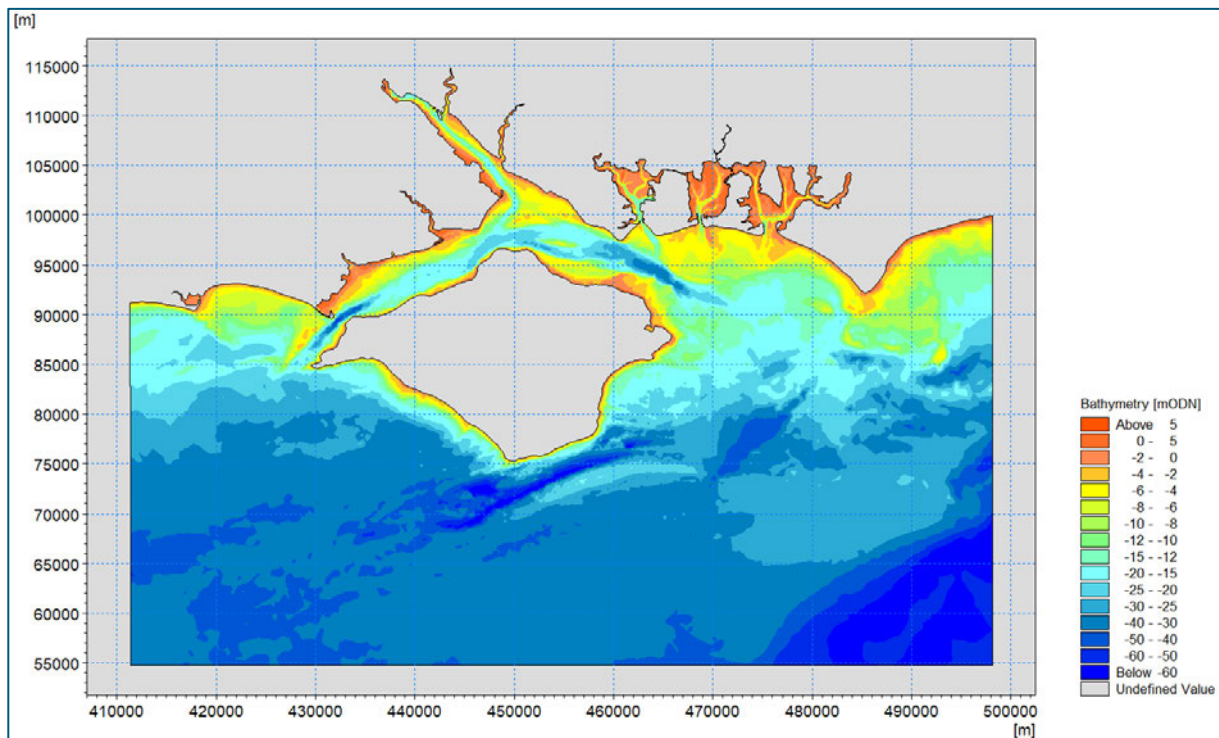 [m]
115000
110000
105000
100000
95000
90000
85000
80000
75000
70000
65000
60000
55000
410000 420000 430000 440000 450000 460000 470000 480000 490000 500000
[m]
Bathymetry [mODN]
Above 5
0 - 5
-2 - 0
-4 - -2
-6 - -4
-8 - -6
-10 - -8
-12 - -10
-15 - -12
-20 - -15
-25 - -20
-30 - -25
-40 - -30
-50 - -40
-60 - -50
Below -60
Undefined Value